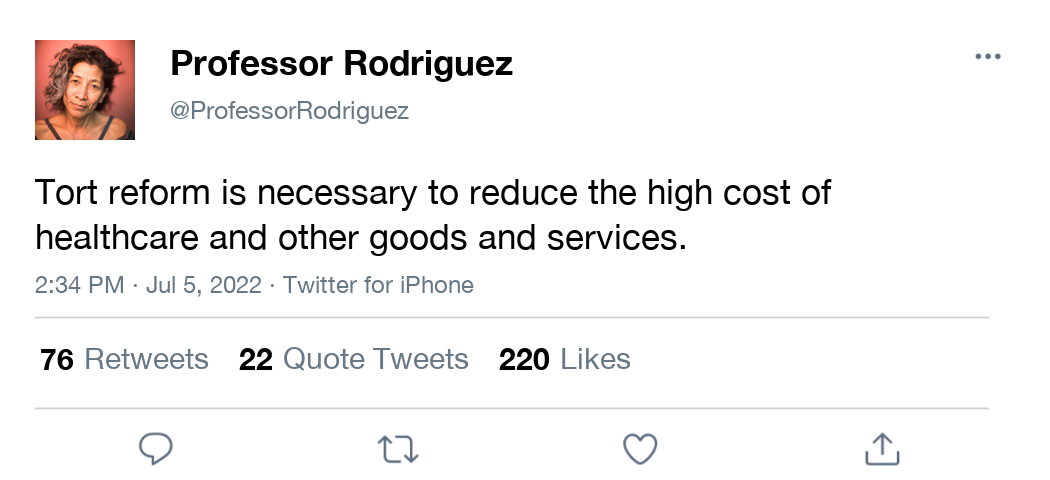 Professor Rodriguez
@ProfessorRodriguez
Tort reform is necessary to reduce the high cost of
healthcare and other goods and services.
2:34 PM · Jul 5, 2022 · Twitter for iPhone
76 Retweets 22 Quote Tweets 220 Likes